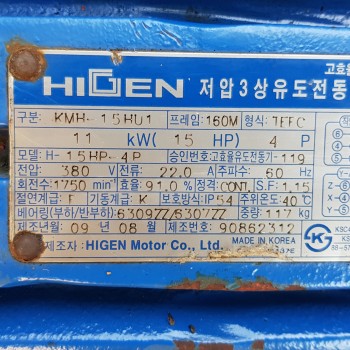 고효율
HIGEN 저압3상유도전동
구분: KMH- 15HU1 프레임: 160M 형식: TEFC
11 kW( 15 HP) 4 P
모델: H- 15HP- 4P 승인번호: 고효율유도전동기-119
전압: 380 V 전류: 22.0 A 주파수: 60 Hz
회전수: 1750 min⁻¹ 효율: 91.0 % 정격: CONT. S.F: 1.15
절연계급: F 기동계급: K 보호방식: IP54 주위온도: 40℃
베어링(부하/반부하): 6309ZZ/6307ZZ 중량: 117 kg
제조년월: 09 년 08 월 제조번호: 90862312
제조자: HIGEN Motor Co., Ltd. MADE IN KOREA